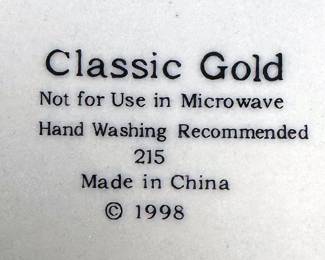 Classic Gold
Not for Use in Microwave
Hand Washing Recommended
215
Made in China
© 1998